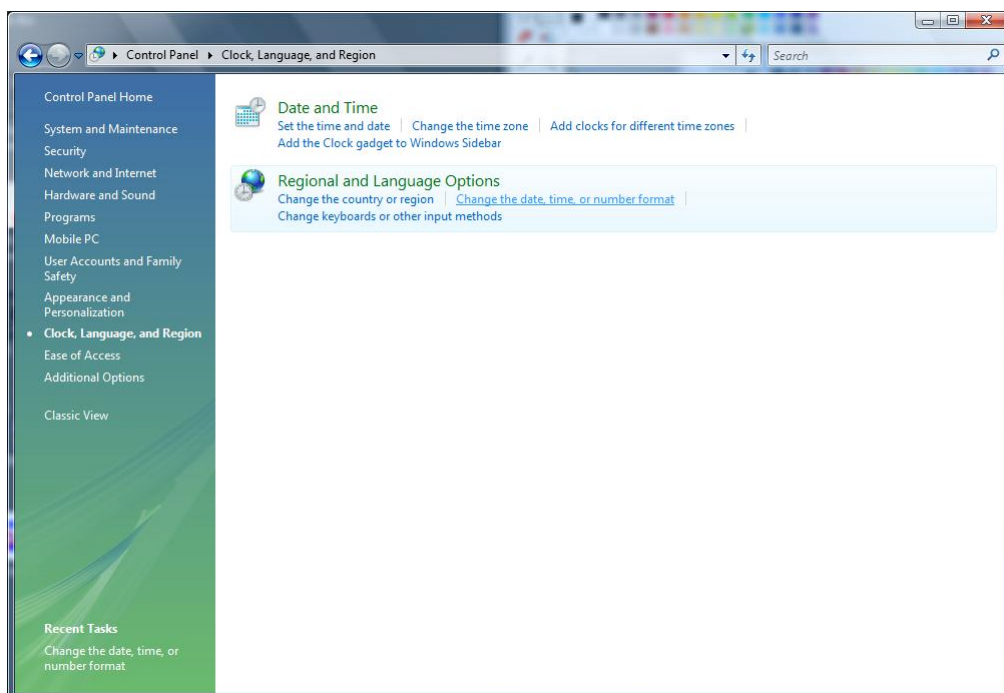 Control Panel ▸ Clock, Language, and Region
Search
Control Panel Home
System and Maintenance
Security
Network and Internet
Hardware and Sound
Programs
Mobile PC
User Accounts and Family
Safety
Appearance and
Personalization
• Clock, Language, and Region
Ease of Access
Additional Options
Classic View
Recent Tasks
Change the date, time, or
number format
Date and Time
Set the time and date | Change the time zone | Add clocks for different time zones |
Add the Clock gadget to Windows Sidebar
Regional and Language Options
Change the country or region | Change the date, time, or number format |
Change keyboards or other input methods